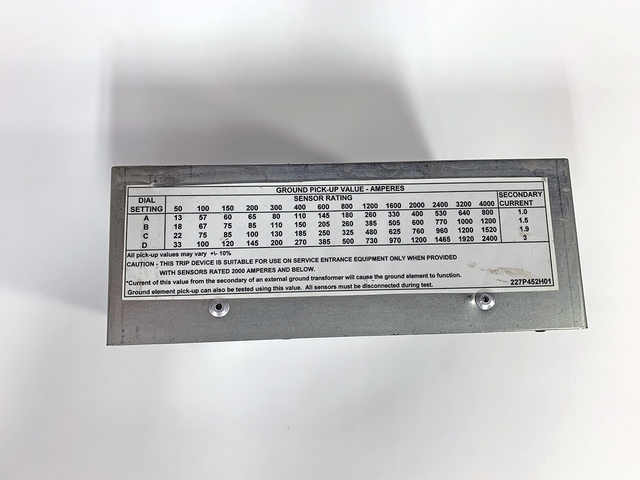 GROUND PICK-UP VALUE - AMPERES
DIAL SETTING SENSOR RATING SECONDARY CURRENT
50 100 150 200 300 400 600 800 1200 1600 2000 2400 3200 4000
A 13 57 60 65 80 110 145 180 260 330 400 530 640 800 1.0
B 18 67 75 85 110 150 205 260 385 505 600 770 1000 1200 1.5
C 22 75 85 100 130 185 250 325 480 625 760 960 1200 1520 1.9
D 33 100 120 145 200 270 385 500 730 970 1200 1465 1920 2400 3
All pick-up values may vary +- 10%
CAUTION - THIS TRIP DEVICE IS SUITABLE FOR USE ON SERVICE ENTRANCE EQUIPMENT ONLY WHEN PROVIDED
WITH SENSORS RATED 2000 AMPERES AND BELOW.
*Current of this value from the secondary of an external ground transformer will cause the ground element to function.
Ground element pick-up can also be tested using this value. All sensors must be disconnected during test.
227P452H01